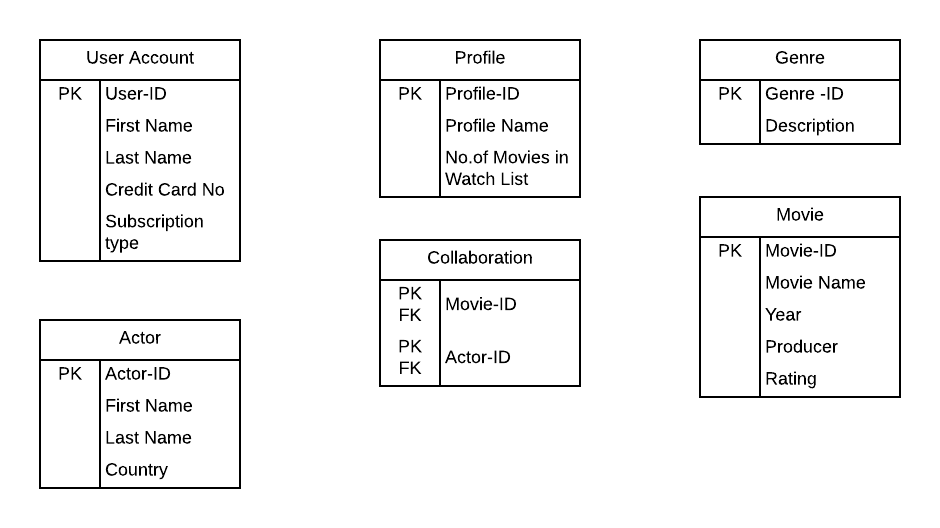 User Account
PK User-ID
First Name
Last Name
Credit Card No
Subscription
type
Profile
PK Profile-ID
Profile Name
No.of Movies in
Watch List
Genre
PK Genre -ID
Description
Actor
PK Actor-ID
First Name
Last Name
Country
Collaboration
PK
FK
Movie-ID
PK
FK
Actor-ID
Movie
PK Movie-ID
Movie Name
Year
Producer
Rating